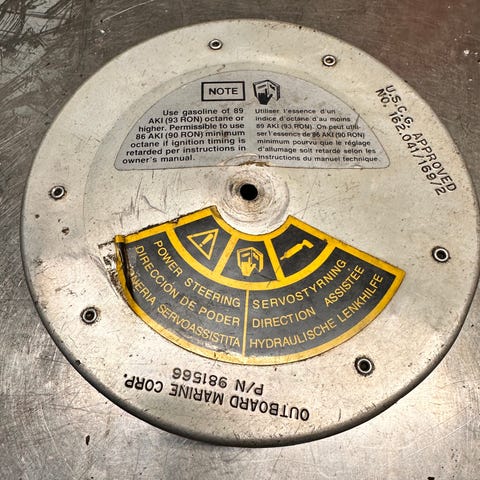 NOTE
Use gasoline of 89
AKI (93 RON) octane or
higher. Permissible to use
86 AKI (90 RON) minimum
octane if ignition timing is
retarded per instructions in
owner's manual.
Utiliser l'essence d'un
indice d'octane d'au moins
89 AKI (93 RON). On peut utili-
ser l'essence de 86 AKI (90 RON)
minimum pourvu que le réglage
d'allumage soit retardé selon les
instructions du manuel technique.
U.S.C.G. APPROVED
No. 162.041/169/2
POWER STEERING
DIRECCIÓN DE PODER
SERVOASSISTITA
SERVOSTYRNING
DIRECTION ASSISTÉE
HYDRAULISCHE LENKHILFE
OUTBOARD MARINE CORP.
P/N 981566